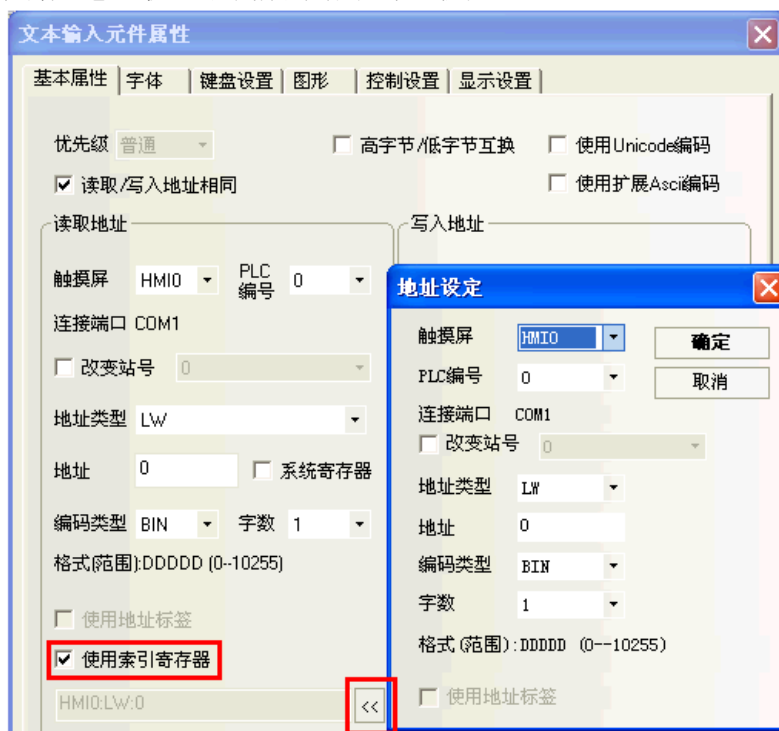 文本输入元件属性
基本属性 字体 键盘设置 图形 控制设置 显示设置
优先级 普通 高字节/低字节互换 使用Unicode编码
读取/写入地址相同 使用扩展Ascii编码
读取地址 写入地址
触摸屏 HMI0 PLC编号 0
连接端口 COM1
改变站号 0
地址类型 LW
地址 0 系统寄存器
编码类型 BIN 字数 1
格式(范围):DDDDD (0--10255)
使用地址标签
使用索引寄存器
HMI0:LW:0 <<
地址设定
触摸屏 HMI0 确定
PLC编号 0 取消
连接端口 COM1
改变站号 0
地址类型 LW
地址 0
编码类型 BIN
字数 1
格式(范围):DDDDD (0--10255)
使用地址标签